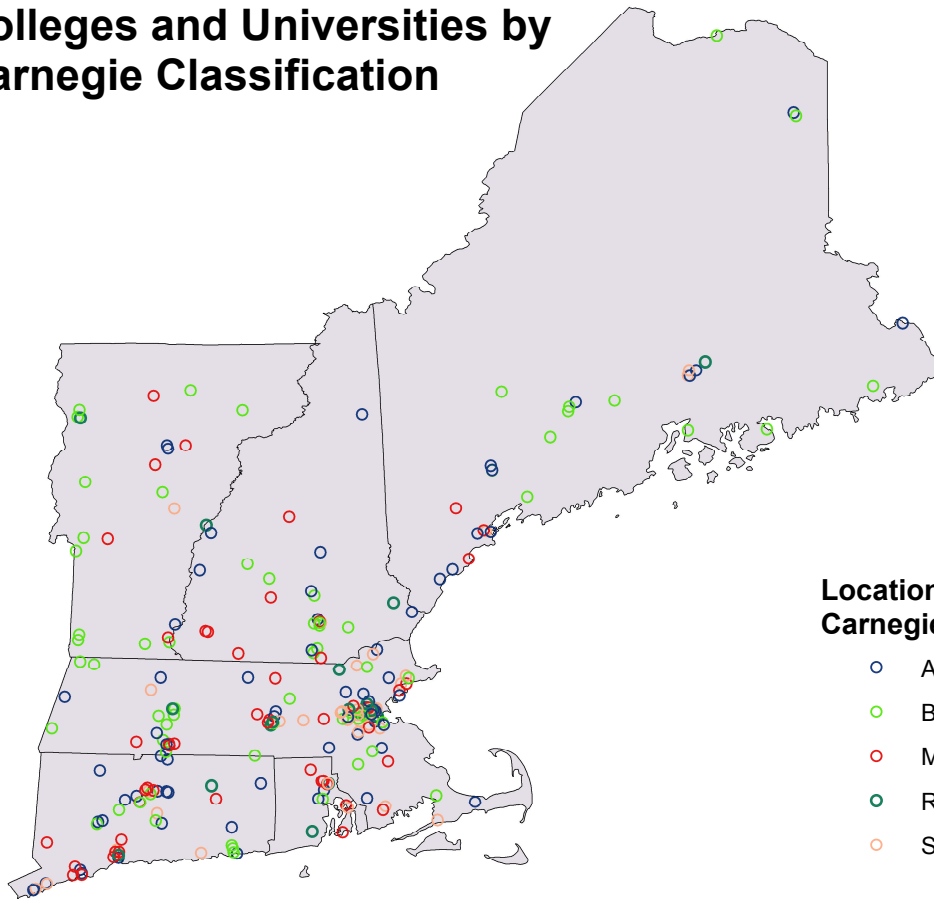 olleges and Universities by
arnegie Classification
Location
Carnegie
A
B
M
R
S